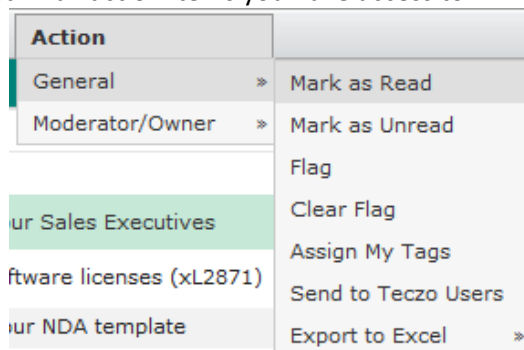 Action
General »
Moderator/Owner »
Mark as Read
Mark as Unread
Flag
Clear Flag
Assign My Tags
Send to Teczo Users
Export to Excel »
Sales Executives
licenses (xL2871)
NDA template